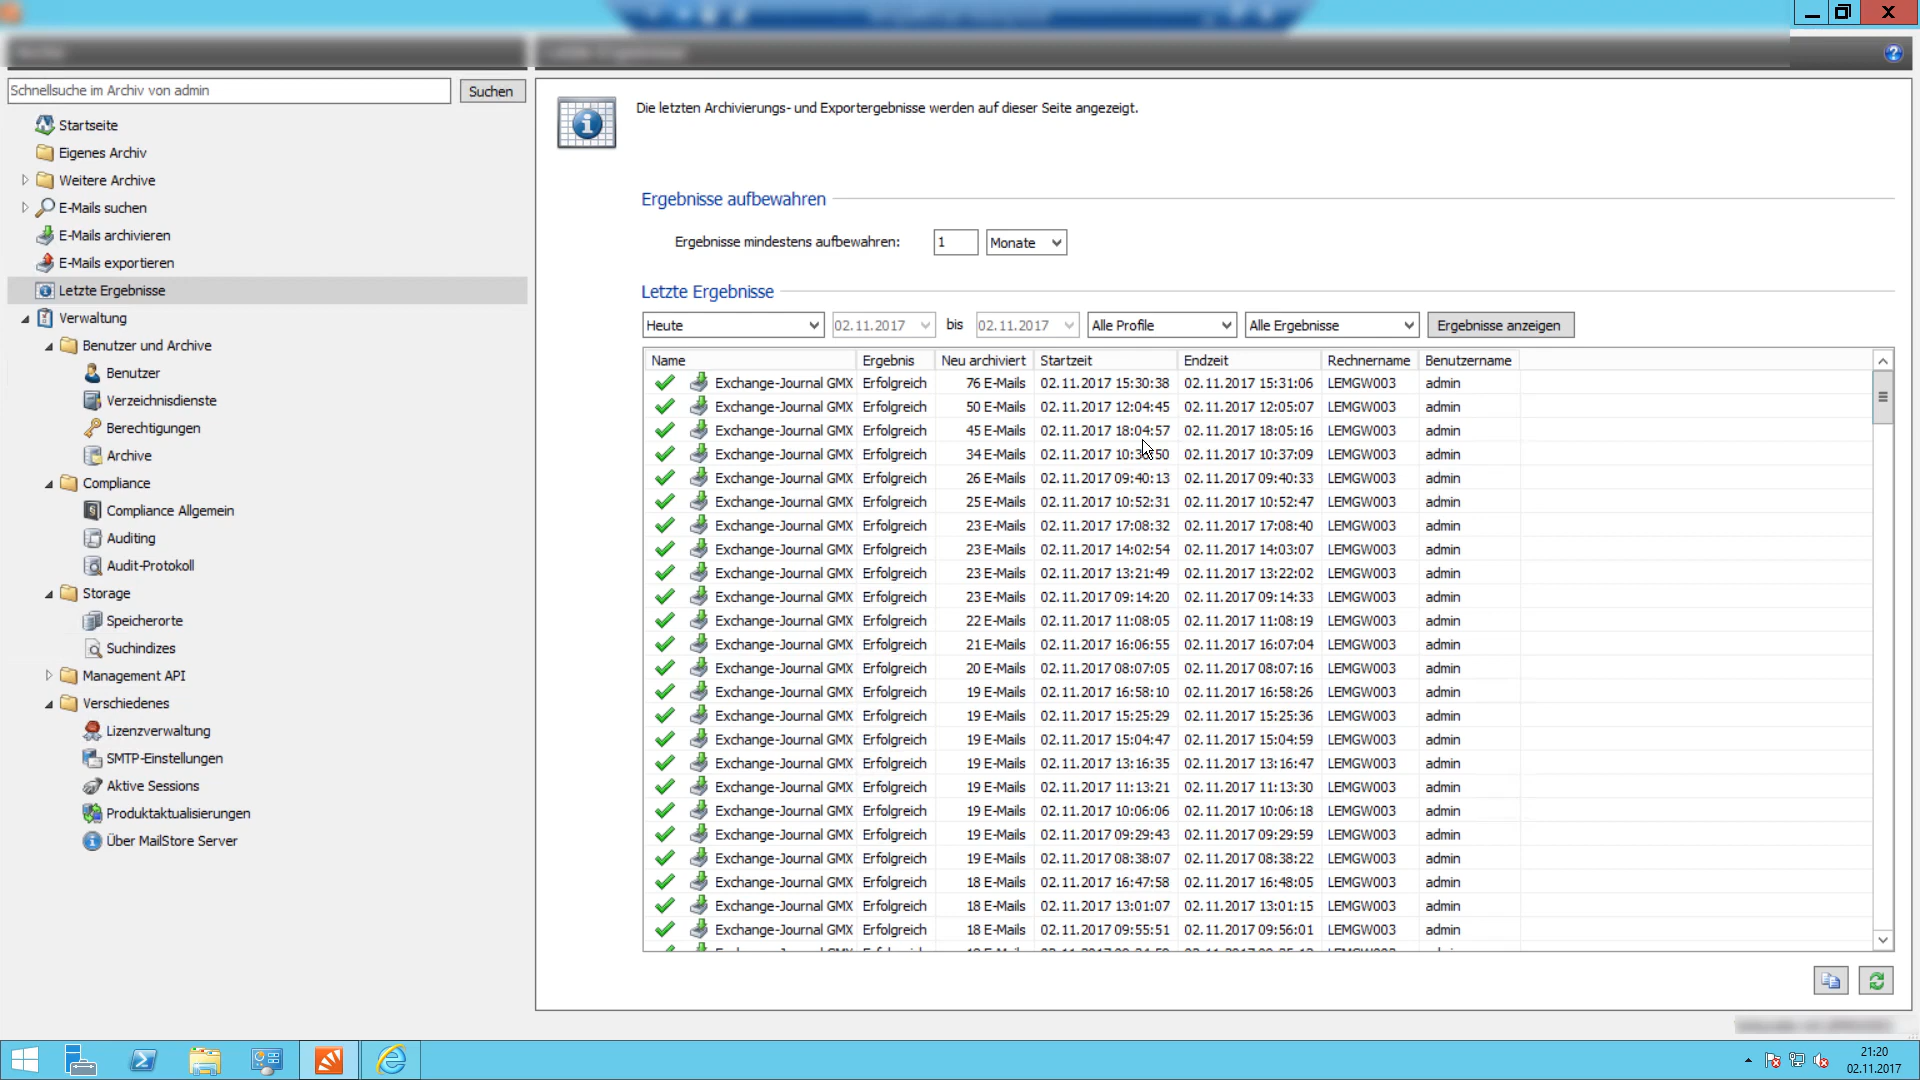 Schnellsuche im Archiv von admin
Suchen
Startseite
Eigenes Archiv
Weitere Archive
E-Mails suchen
E-Mails archivieren
E-Mails exportieren
Letzte Ergebnisse
Verwaltung
Benutzer und Archive
Benutzer
Verzeichnisdienste
Berechtigungen
Archive
Compliance
Compliance Allgemein
Auditing
Audit-Protokoll
Storage
Speicherorte
Suchindizes
Management API
Verschiedenes
Lizenzverwaltung
SMTP-Einstellungen
Aktive Sessions
Produktaktualisierungen
Über MailStore Server
Die letzten Archivierungs- und Exportergebnisse werden auf dieser Seite angezeigt.
Ergebnisse aufbewahren
Ergebnisse mindestens aufbewahren: 1 Monate
Letzte Ergebnisse
Heute 02.11.2017 bis 02.11.2017 Alle Profile Alle Ergebnisse Ergebnisse anzeigen
Name Ergebnis Neu archiviert Startzeit Endzeit Rechnername Benutzername
Exchange-Journal GMX Erfolgreich 76 E-Mails 02.11.2017 15:30:38 02.11.2017 15:31:06 LEMGW003 admin
Exchange-Journal GMX Erfolgreich 50 E-Mails 02.11.2017 12:04:45 02.11.2017 12:05:07 LEMGW003 admin
Exchange-Journal GMX Erfolgreich 45 E-Mails 02.11.2017 18:04:57 02.11.2017 18:05:16 LEMGW003 admin
Exchange-Journal GMX Erfolgreich 34 E-Mails 02.11.2017 02.11.2017 10:37:09 LEMGW003 admin
Exchange-Journal GMX Erfolgreich 26 E-Mails 02.11.2017 09:40:13 02.11.2017 09:40:33 LEMGW003 admin
Exchange-Journal GMX Erfolgreich 25 E-Mails 02.11.2017 10:52:31 02.11.2017 10:52:47 LEMGW003 admin
Exchange-Journal GMX Erfolgreich 23 E-Mails 02.11.2017 17:08:32 02.11.2017 17:08:40 LEMGW003 admin
Exchange-Journal GMX Erfolgreich 23 E-Mails 02.11.2017 14:02:54 02.11.2017 14:03:07 LEMGW003 admin
Exchange-Journal GMX Erfolgreich 23 E-Mails 02.11.2017 13:21:49 02.11.2017 13:22:02 LEMGW003 admin
Exchange-Journal GMX Erfolgreich 23 E-Mails 02.11.2017 09:14:20 02.11.2017 09:14:33 LEMGW003 admin
Exchange-Journal GMX Erfolgreich 22 E-Mails 02.11.2017 11:08:05 02.11.2017 11:08:19 LEMGW003 admin
Exchange-Journal GMX Erfolgreich 21 E-Mails 02.11.2017 16:06:55 02.11.2017 16:07:04 LEMGW003 admin
Exchange-Journal GMX Erfolgreich 20 E-Mails 02.11.2017 08:07:05 02.11.2017 08:07:16 LEMGW003 admin
Exchange-Journal GMX Erfolgreich 19 E-Mails 02.11.2017 16:58:10 02.11.2017 16:58:26 LEMGW003 admin
Exchange-Journal GMX Erfolgreich 19 E-Mails 02.11.2017 15:25:29 02.11.2017 15:25:36 LEMGW003 admin
Exchange-Journal GMX Erfolgreich 19 E-Mails 02.11.2017 15:04:47 02.11.2017 15:04:59 LEMGW003 admin
Exchange-Journal GMX Erfolgreich 19 E-Mails 02.11.2017 13:16:35 02.11.2017 13:16:47 LEMGW003 admin
Exchange-Journal GMX Erfolgreich 19 E-Mails 02.11.2017 11:13:21 02.11.2017 11:13:30 LEMGW003 admin
Exchange-Journal GMX Erfolgreich 19 E-Mails 02.11.2017 10:06:06 02.11.2017 10:06:18 LEMGW003 admin
Exchange-Journal GMX Erfolgreich 19 E-Mails 02.11.2017 09:29:43 02.11.2017 09:29:59 LEMGW003 admin
Exchange-Journal GMX Erfolgreich 19 E-Mails 02.11.2017 08:38:07 02.11.2017 08:38:22 LEMGW003 admin
Exchange-Journal GMX Erfolgreich 18 E-Mails 02.11.2017 16:47:58 02.11.2017 16:48:05 LEMGW003 admin
Exchange-Journal GMX Erfolgreich 18 E-Mails 02.11.2017 13:01:07 02.11.2017 13:01:15 LEMGW003 admin
Exchange-Journal GMX Erfolgreich 18 E-Mails 02.11.2017 09:55:51 02.11.2017 09:56:01 LEMGW003 admin
21:20
02.11.2017